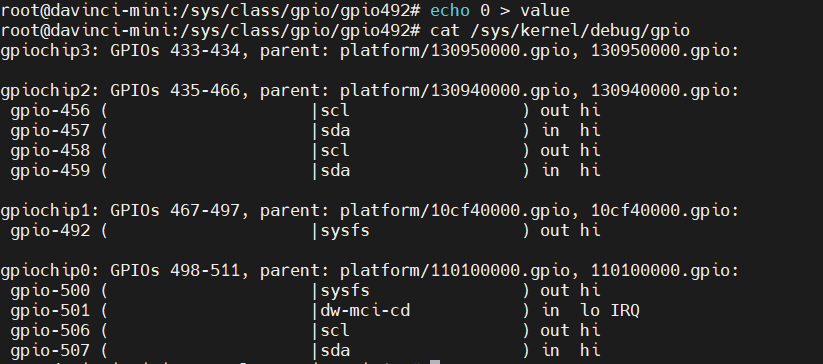 root@davinci-mini:/sys/class/gpio/gpio492# echo 0 > value
root@davinci-mini:/sys/class/gpio/gpio492# cat /sys/kernel/debug/gpio
gpiochip3: GPIOs 433-434, parent: platform/130950000.gpio, 130950000.gpio:
gpiochip2: GPIOs 435-466, parent: platform/130940000.gpio, 130940000.gpio:
 gpio-456 (                    |scl                 ) out hi
 gpio-457 (                    |sda                 ) in  hi
 gpio-458 (                    |scl                 ) out hi
 gpio-459 (                    |sda                 ) in  hi
gpiochip1: GPIOs 467-497, parent: platform/10cf40000.gpio, 10cf40000.gpio:
 gpio-492 (                    |sysfs               ) out hi
gpiochip0: GPIOs 498-511, parent: platform/110100000.gpio, 110100000.gpio:
 gpio-500 (                    |sysfs               ) out hi
 gpio-501 (                    |dw-mci-cd           ) in  lo IRQ
 gpio-506 (                    |scl                 ) out hi
 gpio-507 (                    |sda                 ) in  hi